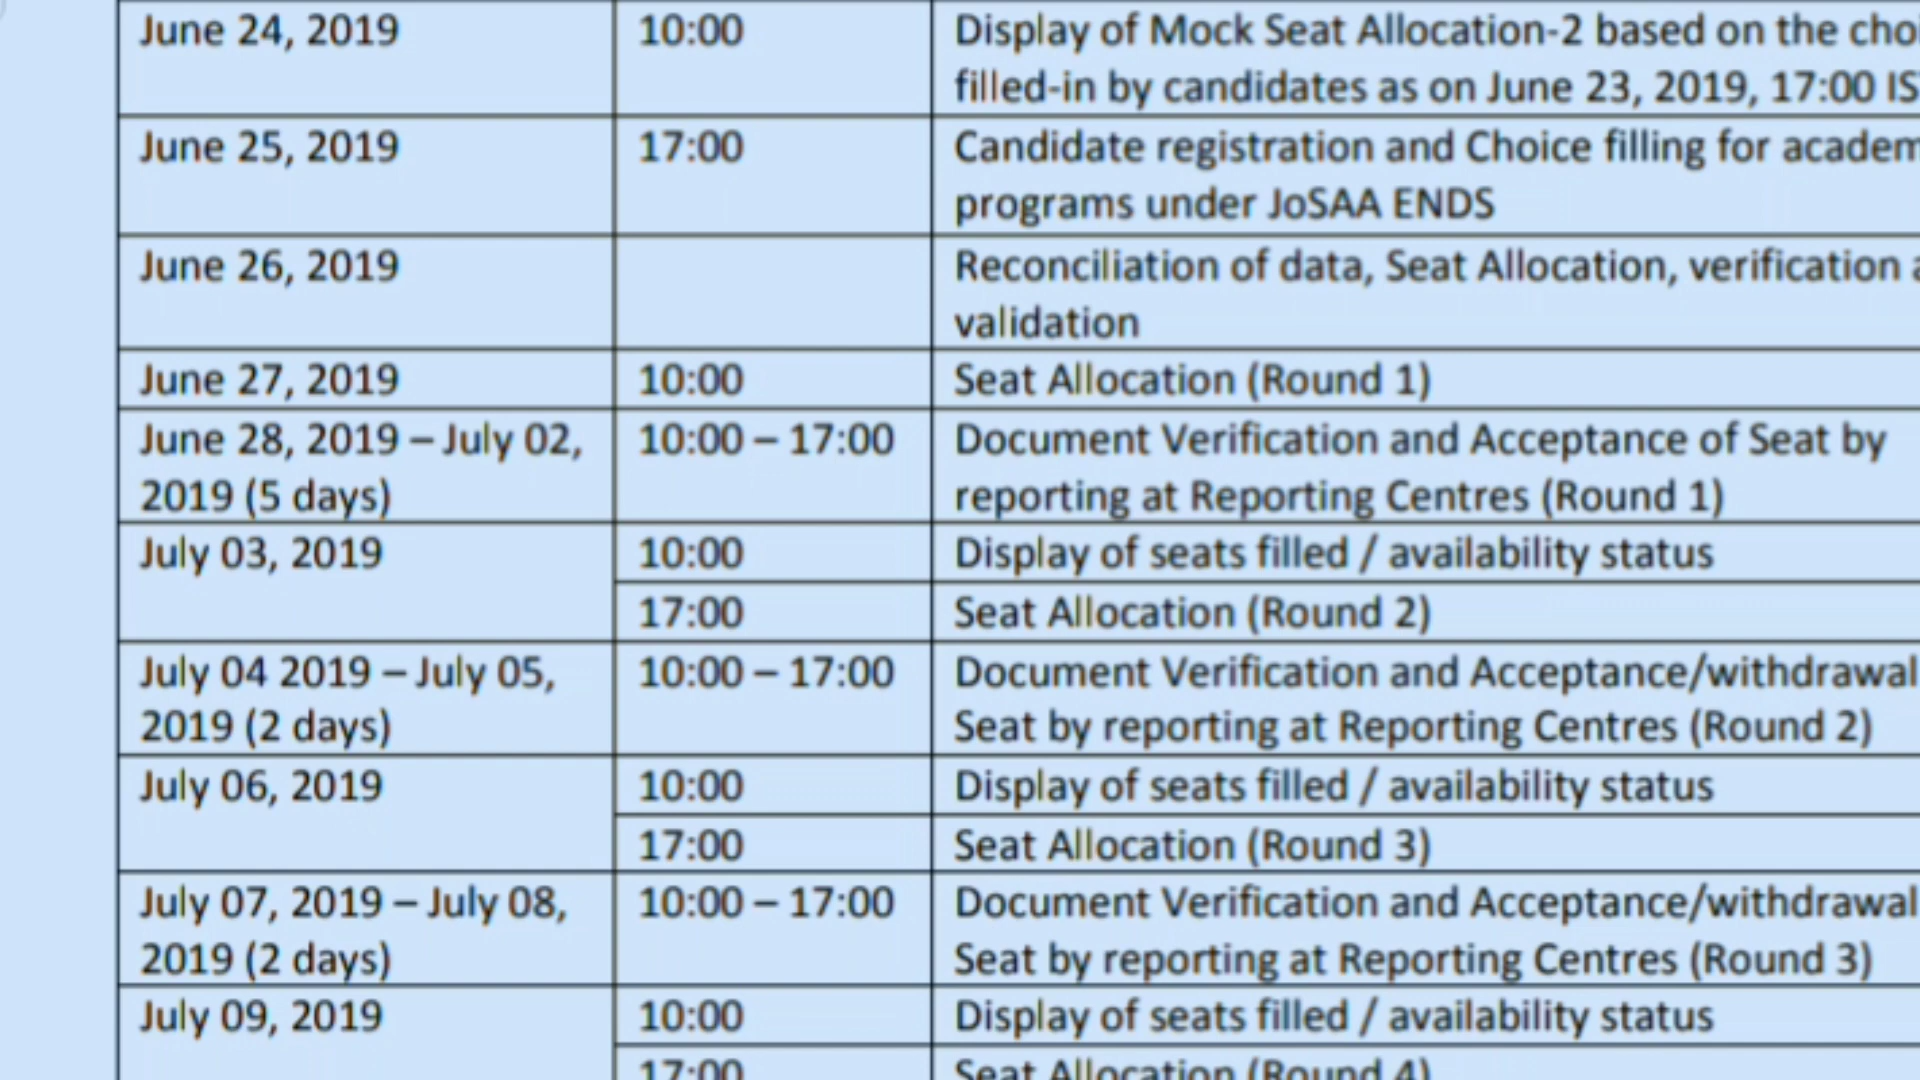 June 24, 2019 10:00 Display of Mock Seat Allocation-2 based on the
filled-in by candidates as on June 23, 2019, 17:00
June 25, 2019 17:00 Candidate registration and Choice filling for
programs under JoSAA ENDS
June 26, 2019 Reconciliation of data, Seat Allocation, verification
validation
June 27, 2019 10:00 Seat Allocation (Round 1)
June 28, 2019 – July 02, 10:00 – 17:00 Document Verification and Acceptance of Seat by
2019 (5 days) reporting at Reporting Centres (Round 1)
July 03, 2019 10:00 Display of seats filled / availability status
17:00 Seat Allocation (Round 2)
July 04 2019 – July 05, 10:00 – 17:00 Document Verification and Acceptance/withdrawal
2019 (2 days) Seat by reporting at Reporting Centres (Round 2)
July 06, 2019 10:00 Display of seats filled / availability status
17:00 Seat Allocation (Round 3)
July 07, 2019 – July 08, 10:00 – 17:00 Document Verification and Acceptance/withdrawal
2019 (2 days) Seat by reporting at Reporting Centres (Round 3)
July 09, 2019 10:00 Display of seats filled / availability status
17:00 Seat Allocation (Round 4)